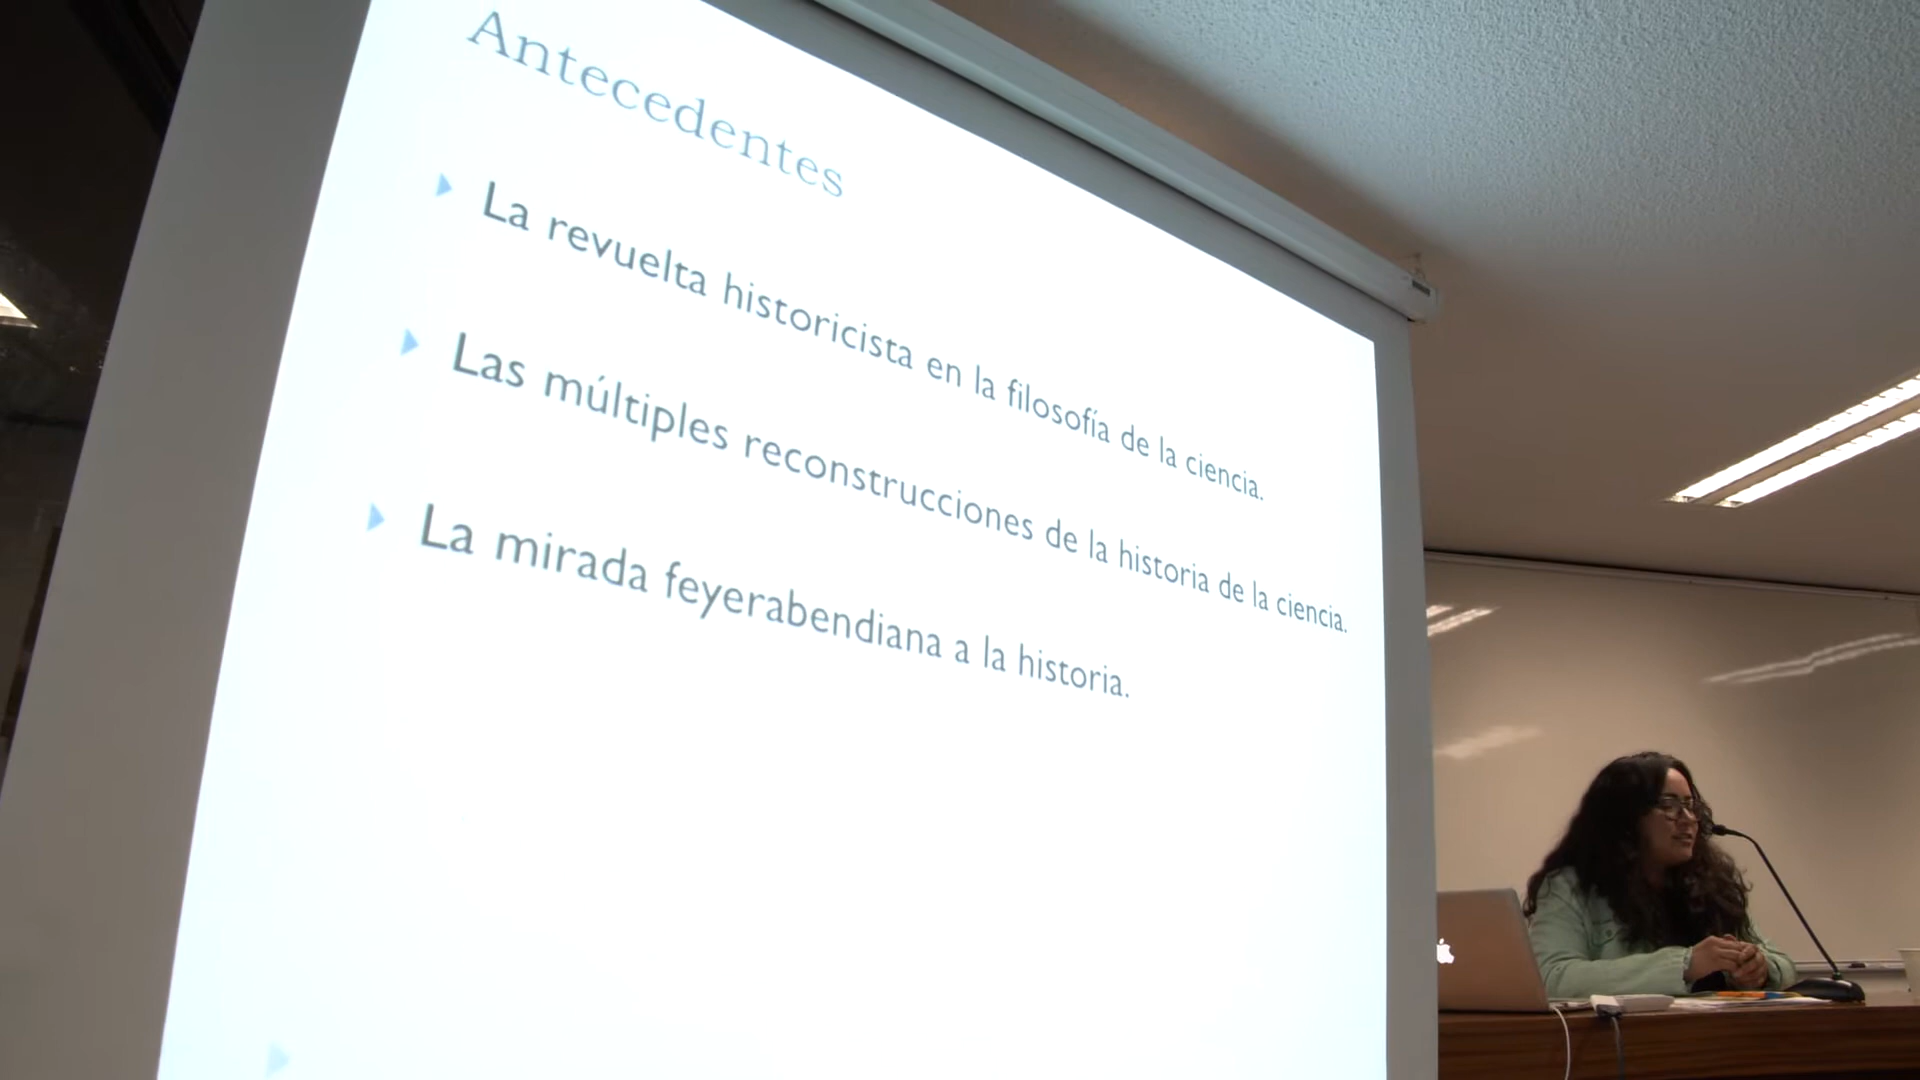 Antecedentes
La revuelta historicista en la filosofía de la ciencia.
Las múltiples reconstrucciones de la historia de la ciencia.
La mirada feyerabendiana a la historia.